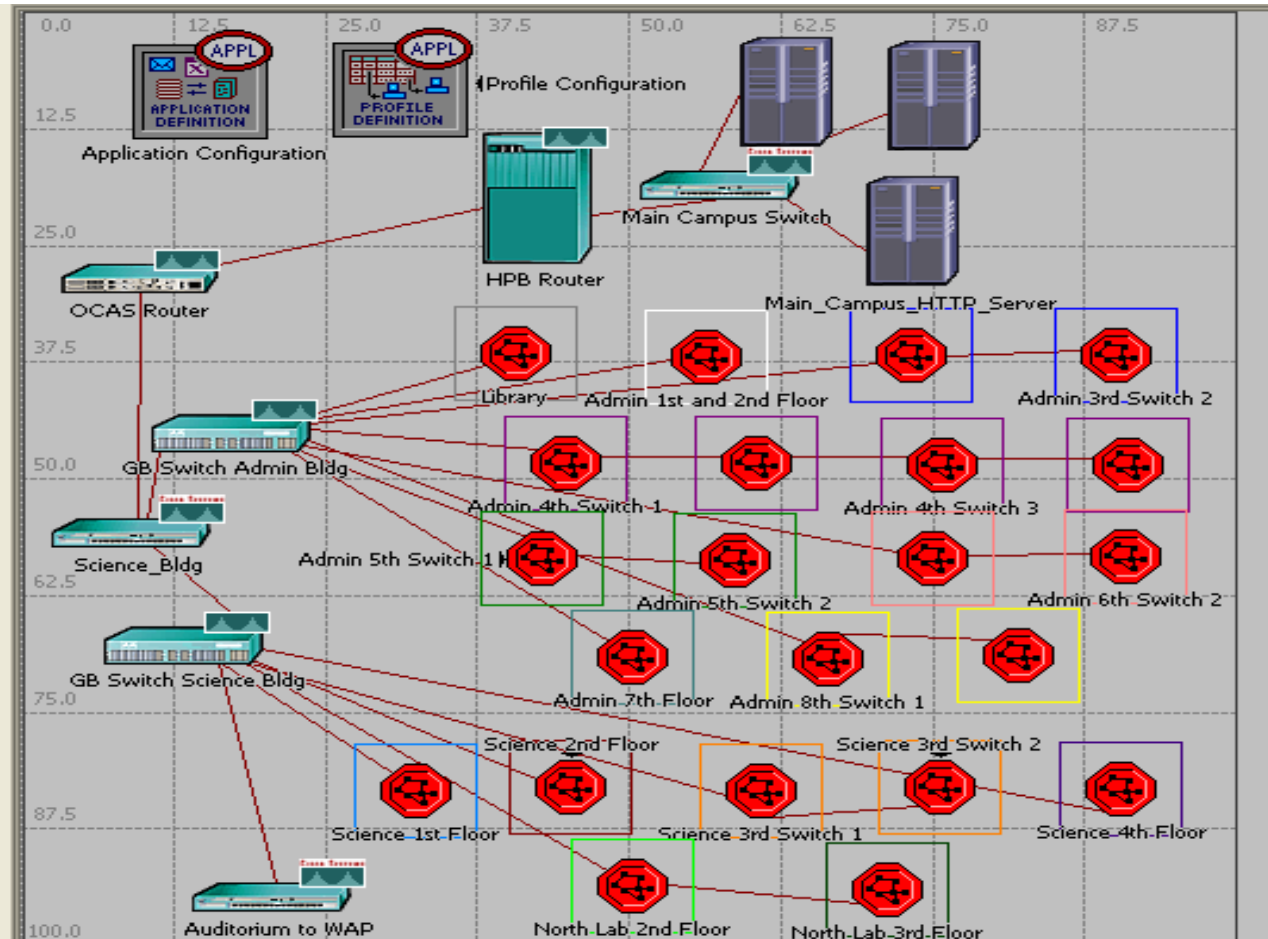 0.0 12.5 25.0 37.5 50.0 62.5 75.0 87.5
APPL
APPL
APPLICATION
DEFINITION
PROFILE
DEFINITION
Profile Configuration
12.5
Application Configuration
Main Campus Switch
25.0
HPB Router
OCAS Router
Main_Campus_HTTP_Server
37.5
Library
Admin 1st and 2nd Floor
Admin 3rd Switch 2
GB Switch Admin Bldg
50.0
Admin 4th Switch 1
Admin 4th Switch 3
Science_Bldg
Admin 5th Switch 1
62.5
Admin 5th Switch 2
Admin 6th Switch 2
GB Switch Science Bldg
75.0
Admin 7th Floor
Admin 8th Switch 1
Science 2nd Floor
Science 3rd Switch 2
87.5
Science 1st Floor
Science 3rd Switch 1
Science 4th Floor
100.0
Auditorium to WAP
North Lab 2nd Floor
North Lab 3rd Floor